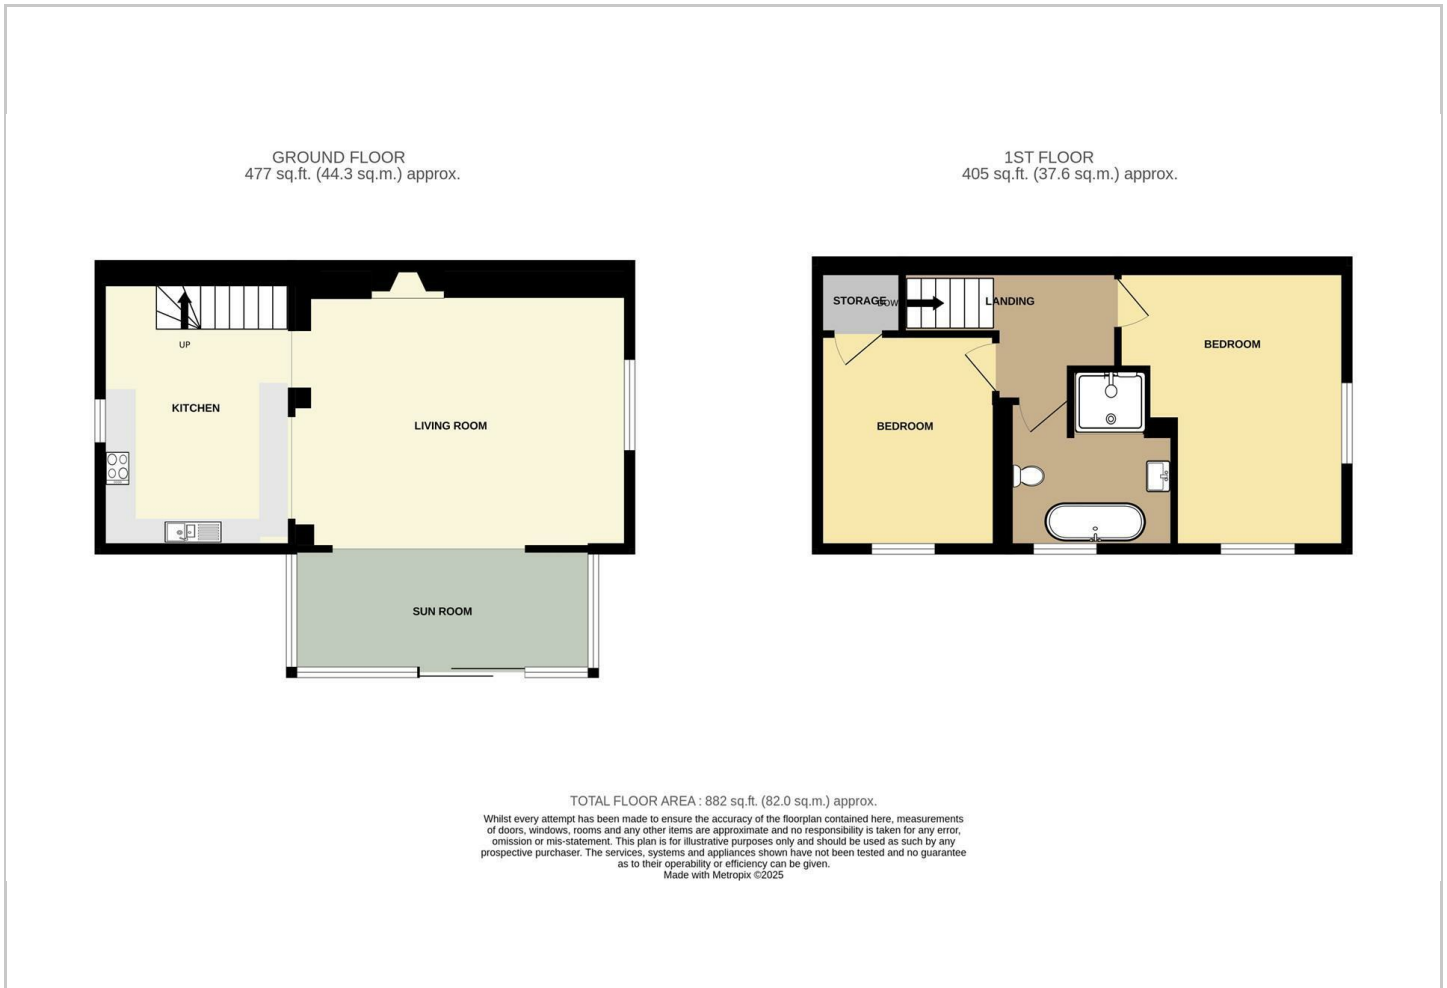 GROUND FLOOR
477 sq.ft. (44.3 sq.m.) approx.
1ST FLOOR
405 sq.ft. (37.6 sq.m.) approx.
UP
KITCHEN
LIVING ROOM
SUN ROOM
STORAGE
DOW
LANDING
BEDROOM
BEDROOM
TOTAL FLOOR AREA : 882 sq.ft. (82.0 sq.m.) approx.
Whilst every attempt has been made to ensure the accuracy of the floorplan contained here, measurements
of doors, windows, rooms and any other items are approximate and no responsibility is taken for any error,
omission or mis-statement. This plan is for illustrative purposes only and should be used as such by any
prospective purchaser. The services, systems and appliances shown have not been tested and no guarantee
as to their operability or efficiency can be given.
Made with Metropix ©2025